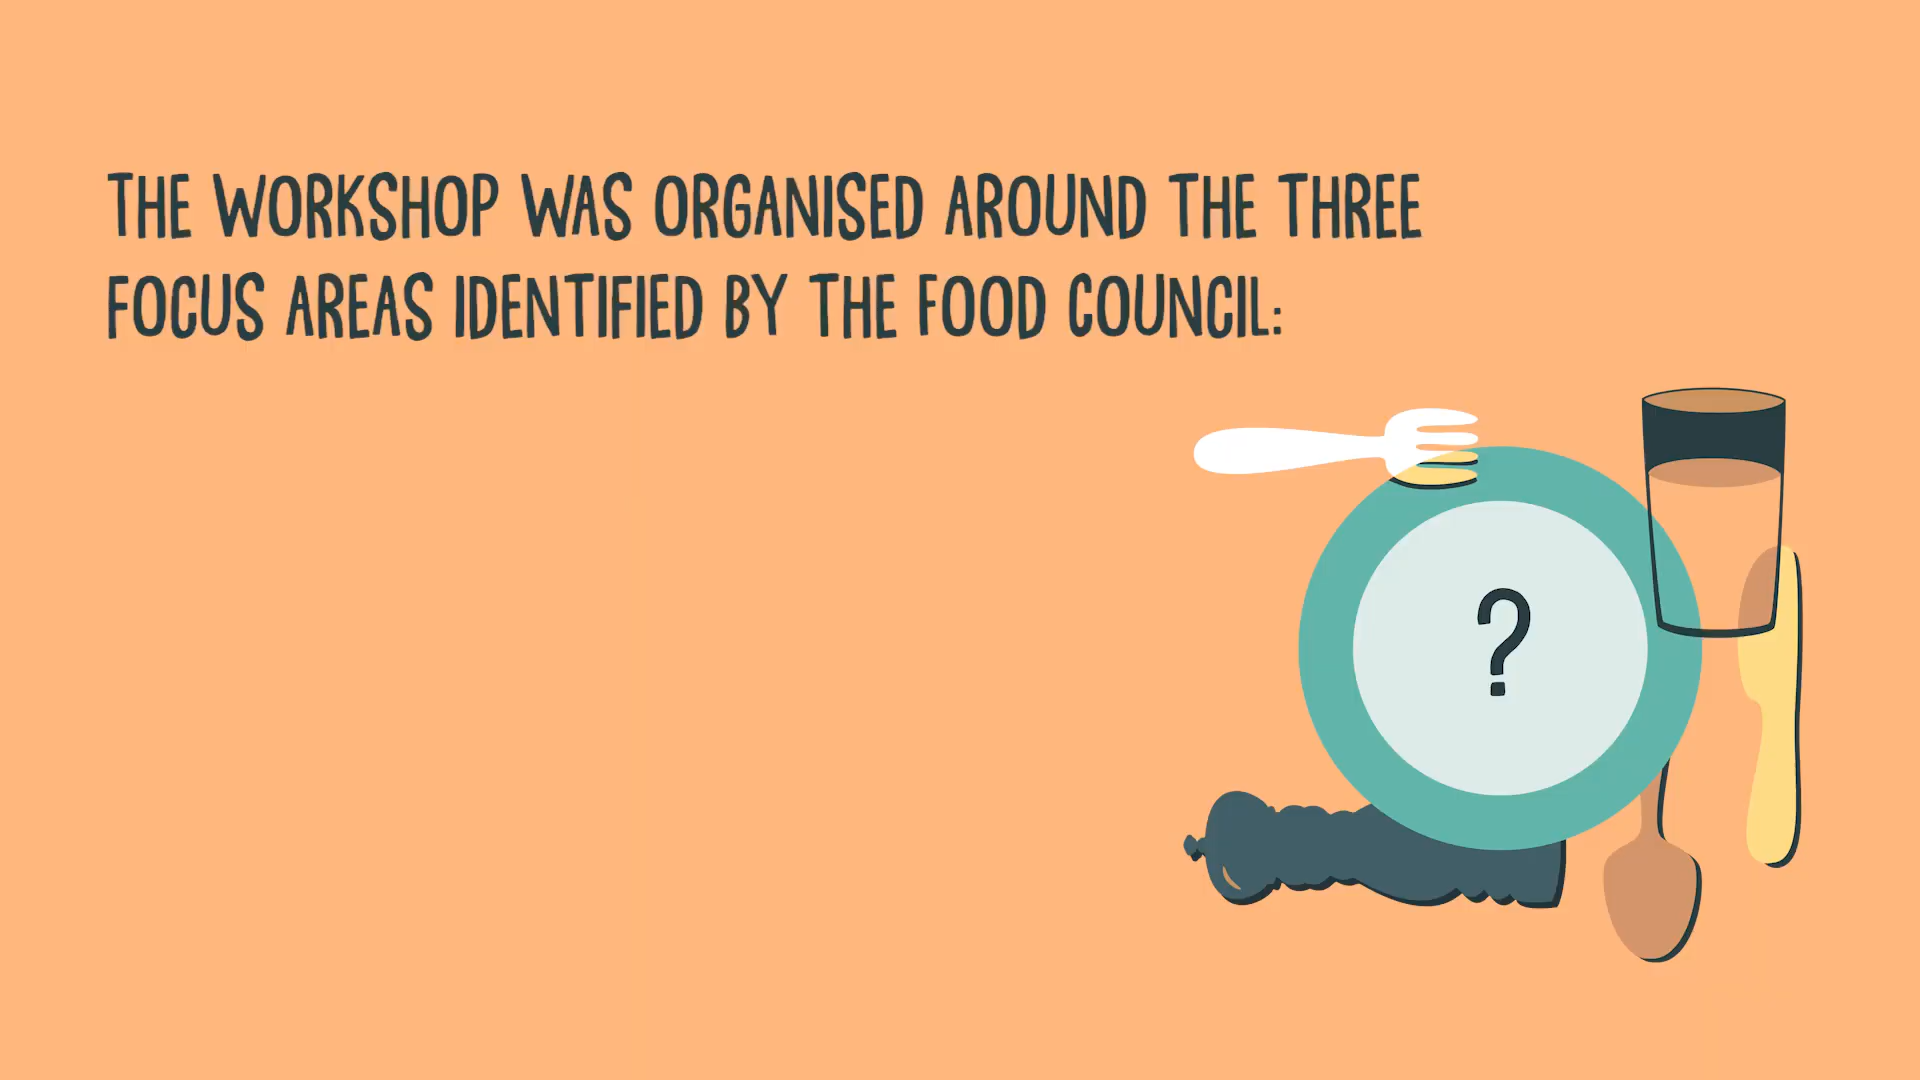 THE WORKSHOP WAS ORGANISED AROUND THE THREE
FOCUS AREAS IDENTIFIED BY THE FOOD COUNCIL:
?